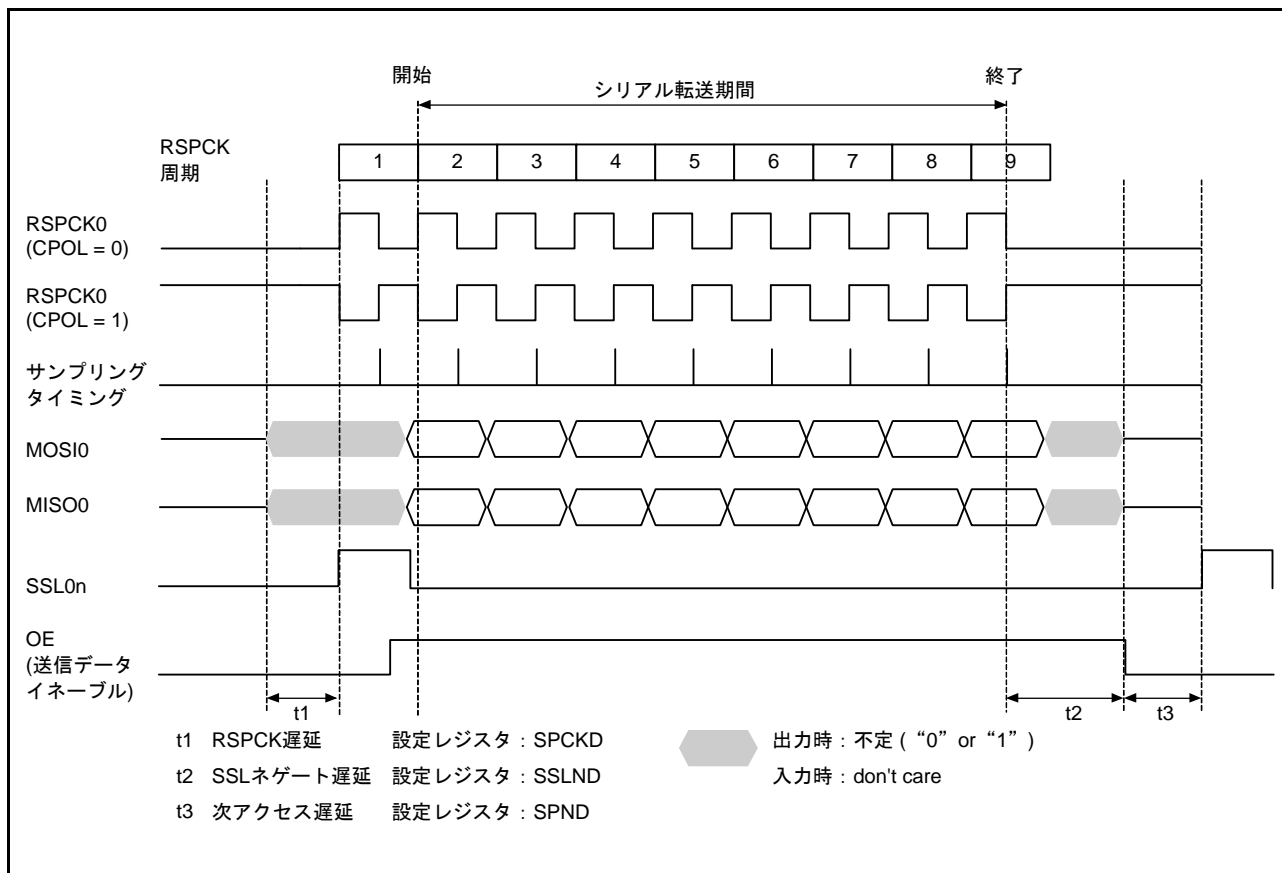 開始
終了
シリアル転送期間
RSPCK
周期
1 2 3 4 5 6 7 8 9
RSPCK0
(CPOL = 0)
RSPCK0
(CPOL = 1)
サンプリング
タイミング
MOSI0
MISO0
SSL0n
OE
(送信データ
イネーブル)
t1
t2
t3
t1 RSPCK遅延 設定レジスタ：SPCKD
t2 SSLネゲート遅延 設定レジスタ：SSLND
t3 次アクセス遅延 設定レジスタ：SPND
出力時：不定 (“0” or “1”)
入力時：don't care